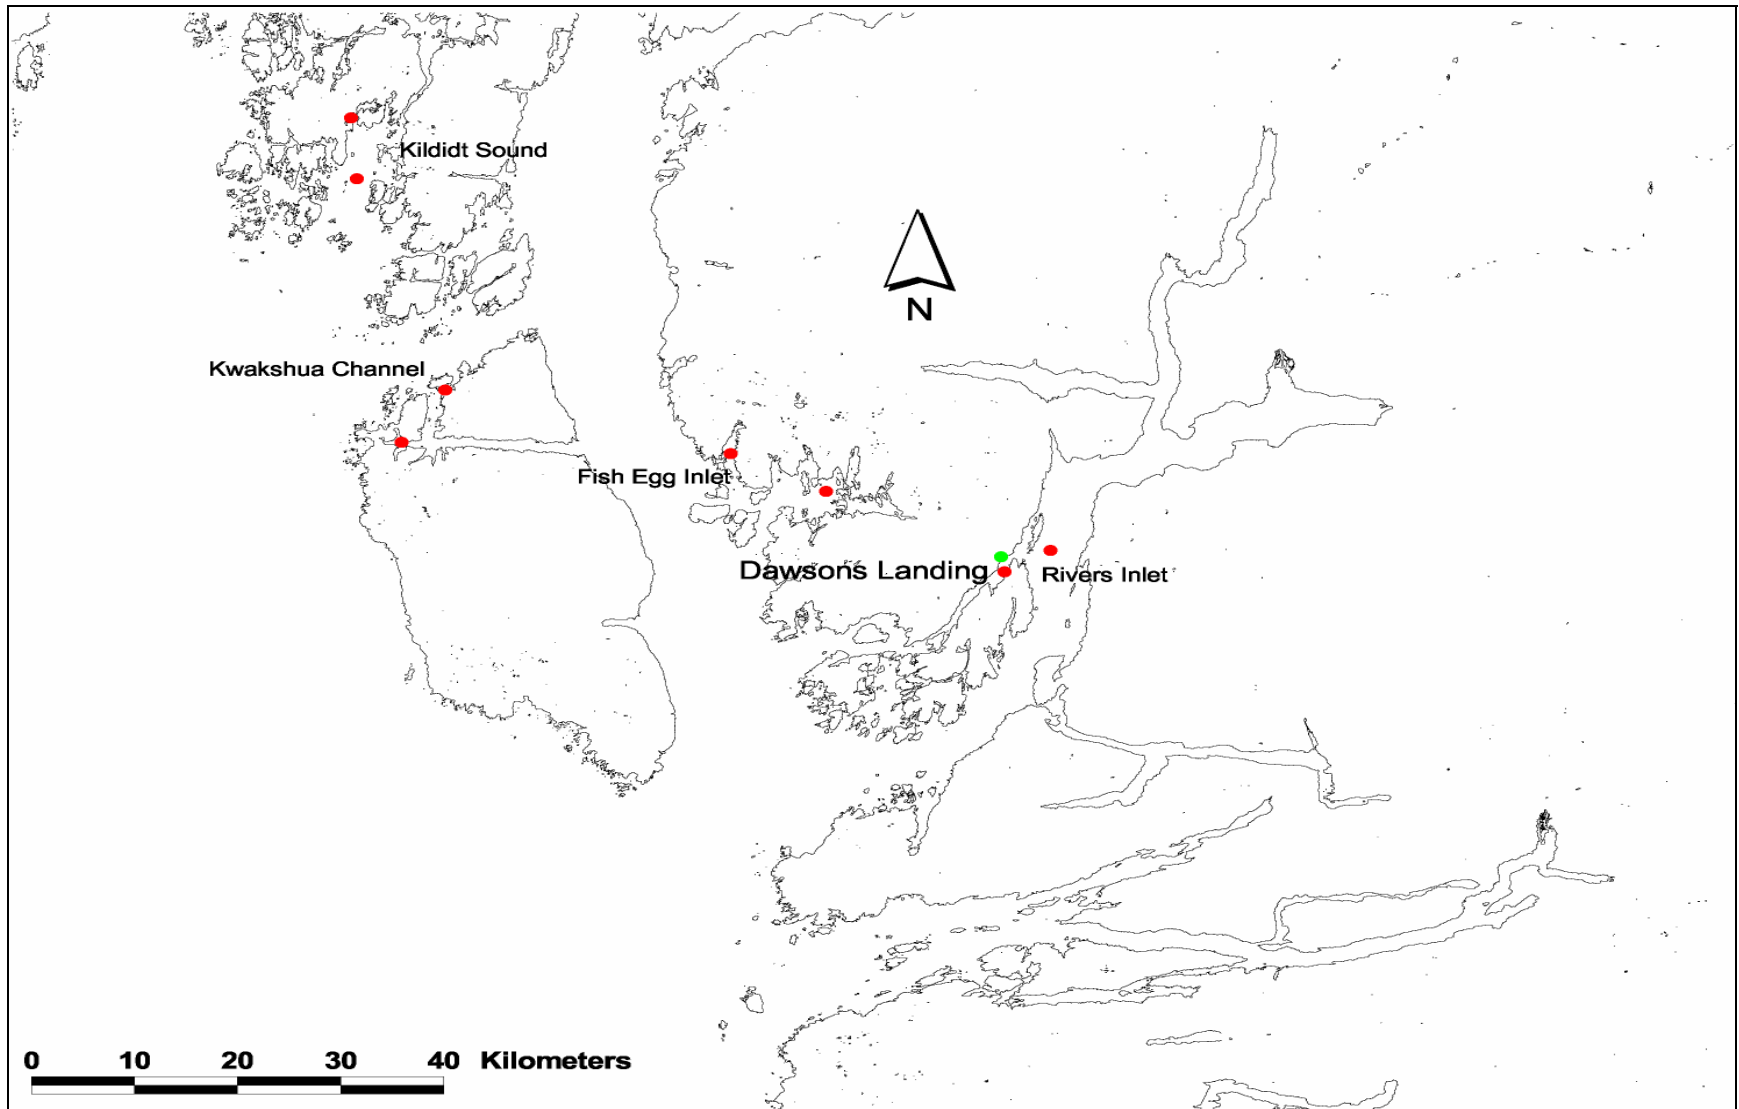 Kildidt Sound
N
Kwakshua Channel
Fish Egg Inlet
Dawsons Landing
Rivers Inlet
0 10 20 30 40 Kilometers